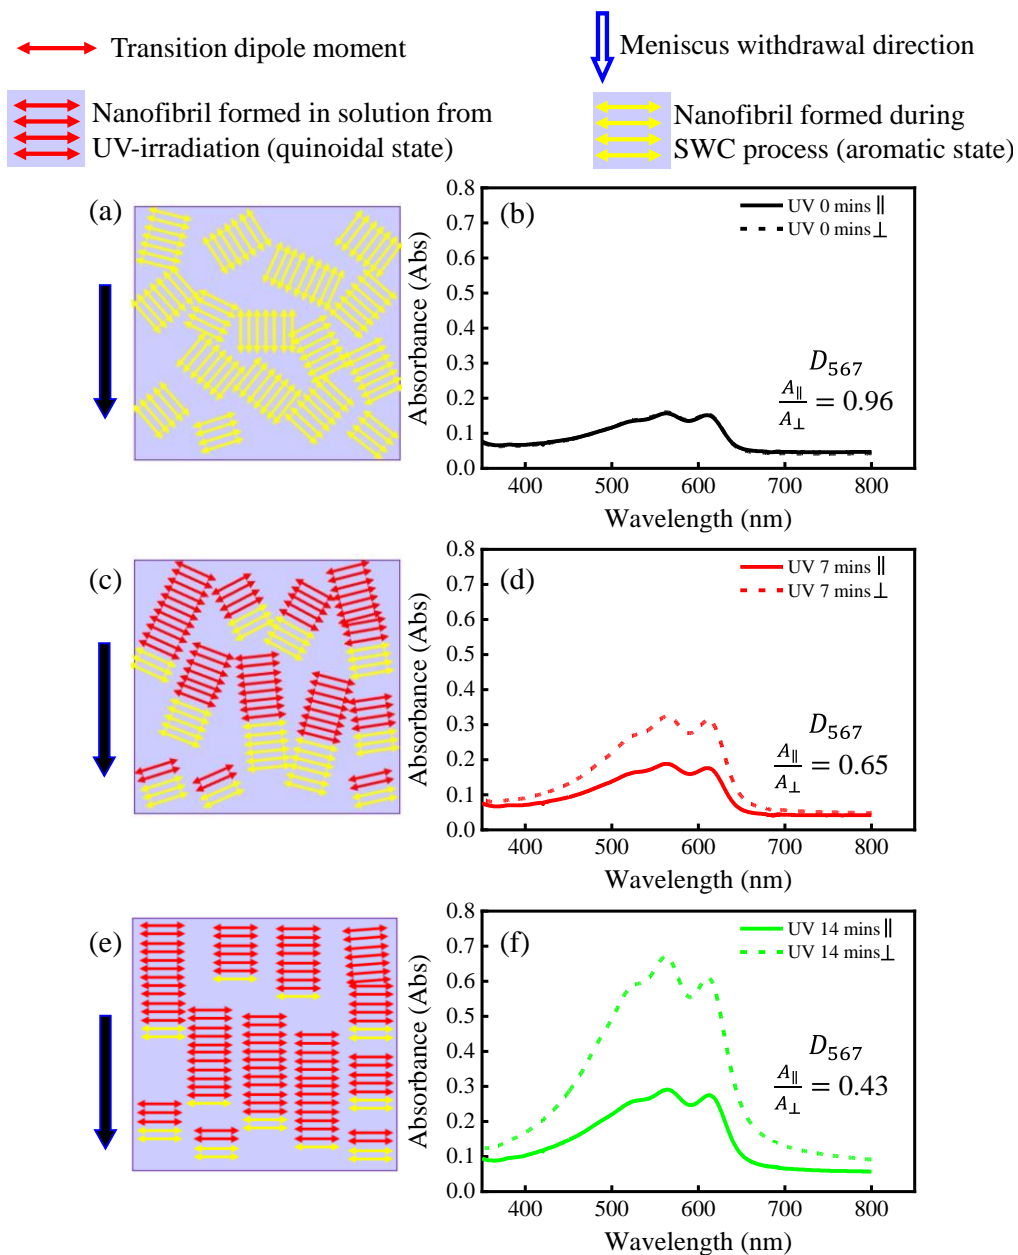 Transition dipole moment
Meniscus withdrawal direction
Nanofibril formed in solution from
UV-irradiation (quinoidal state)
Nanofibril formed during
SWC process (aromatic state)
(a)
(b)
UV 0 mins ∥
UV 0 mins ⊥
Absorbance (Abs)
0.8
0.7
0.6
0.5
0.4
0.3
0.2
0.1
0.0
D₅₆₇
A∥/A⊥ = 0.96
400 500 600 700 800
Wavelength (nm)
(c)
(d)
UV 7 mins ∥
UV 7 mins ⊥
Absorbance (Abs)
0.8
0.7
0.6
0.5
0.4
0.3
0.2
0.1
0.0
D₅₆₇
A∥/A⊥ = 0.65
400 500 600 700 800
Wavelength (nm)
(e)
(f)
UV 14 mins ∥
UV 14 mins ⊥
Absorbance (Abs)
0.8
0.7
0.6
0.5
0.4
0.3
0.2
0.1
0.0
D₅₆₇
A∥/A⊥ = 0.43
400 500 600 700 800
Wavelength (nm)